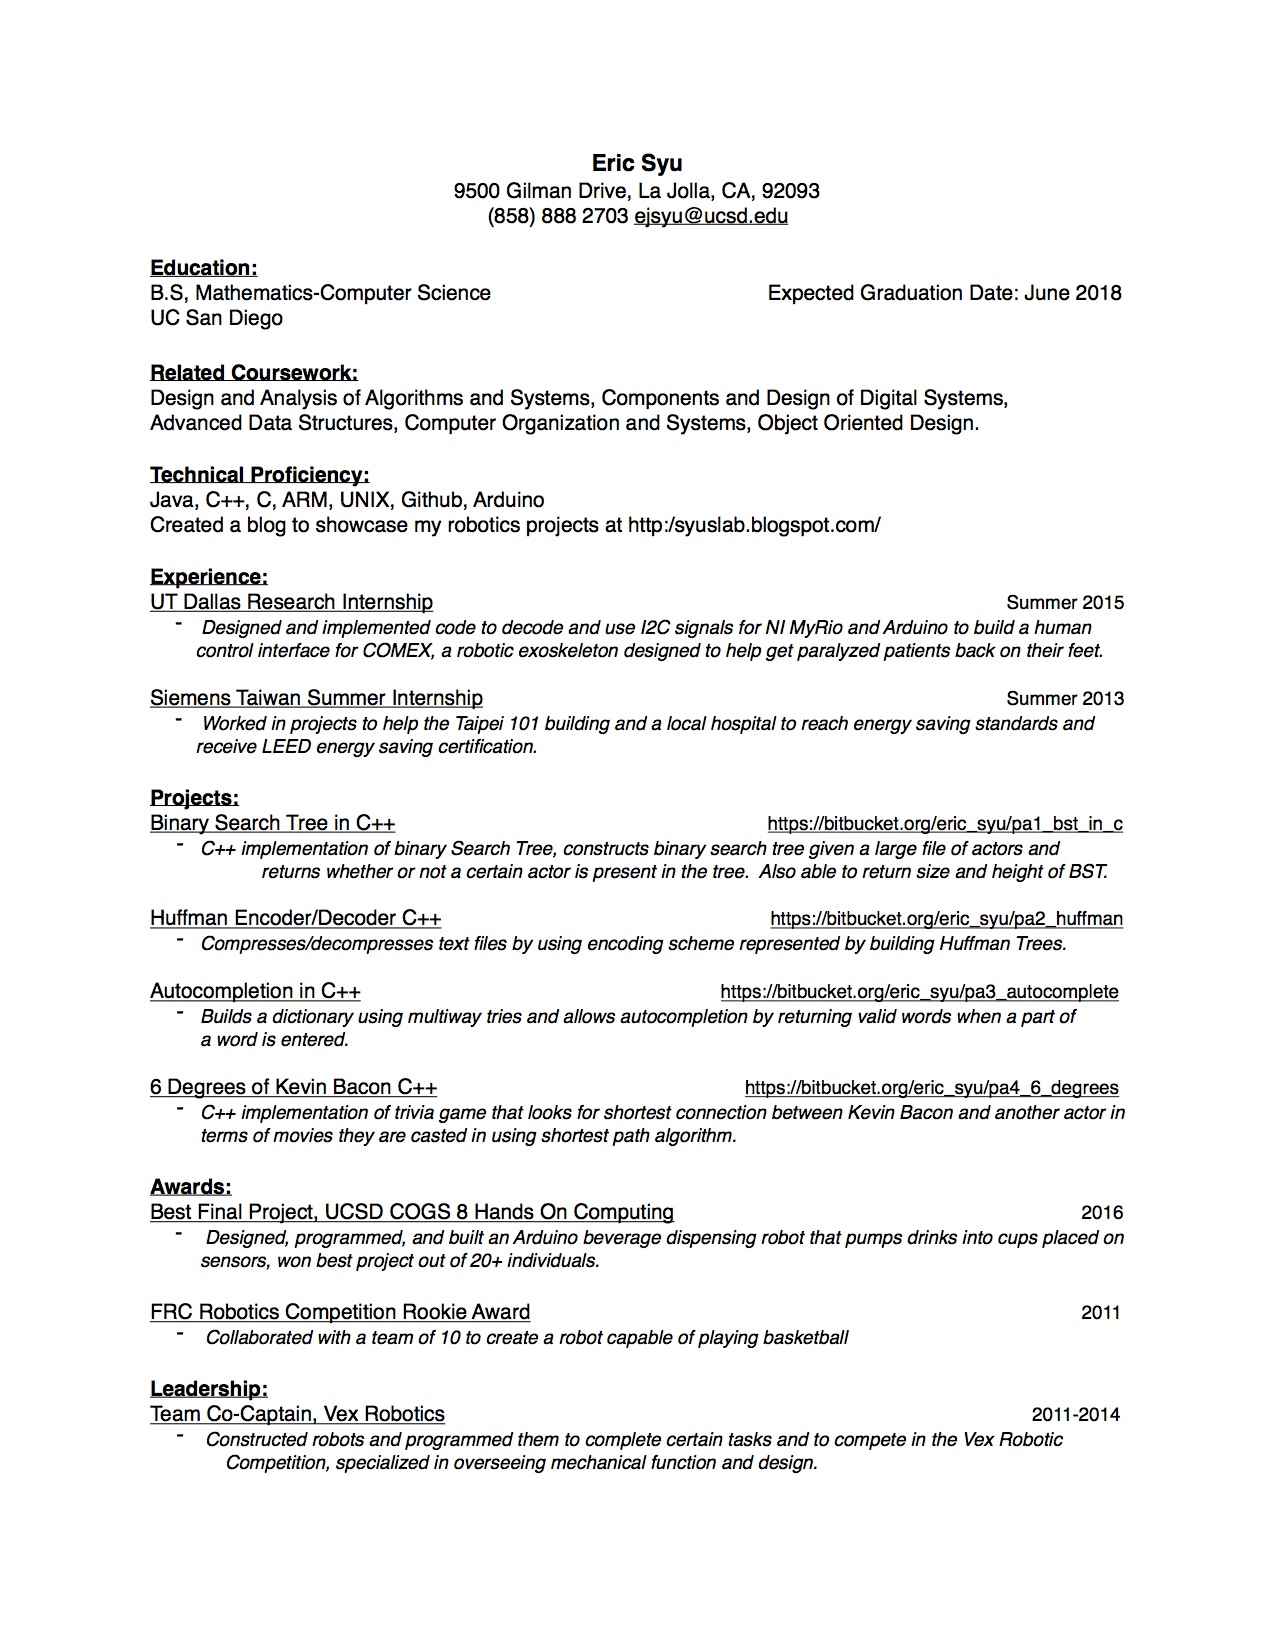 Eric Syu
9500 Gilman Drive, La Jolla, CA, 92093
(858) 888 2703 ejsyu@ucsd.edu
Education:
B.S, Mathematics-Computer Science Expected Graduation Date: June 2018
UC San Diego
Related Coursework:
Design and Analysis of Algorithms and Systems, Components and Design of Digital Systems,
Advanced Data Structures, Computer Organization and Systems, Object Oriented Design.
Technical Proficiency:
Java, C++, C, ARM, UNIX, Github, Arduino
Created a blog to showcase my robotics projects at http:/syuslab.blogspot.com/
Experience:
UT Dallas Research Internship Summer 2015
- Designed and implemented code to decode and use I2C signals for NI MyRio and Arduino to build a human
control interface for COMEX, a robotic exoskeleton designed to help get paralyzed patients back on their feet.
Siemens Taiwan Summer Internship Summer 2013
- Worked in projects to help the Taipei 101 building and a local hospital to reach energy saving standards and
receive LEED energy saving certification.
Projects:
Binary Search Tree in C++ https://bitbucket.org/eric_syu/pa1_bst_in_c
- C++ implementation of binary Search Tree, constructs binary search tree given a large file of actors and
returns whether or not a certain actor is present in the tree. Also able to return size and height of BST.
Huffman Encoder/Decoder C++ https://bitbucket.org/eric_syu/pa2_huffman
- Compresses/decompresses text files by using encoding scheme represented by building Huffman Trees.
Autocompletion in C++ https://bitbucket.org/eric_syu/pa3_autocomplete
- Builds a dictionary using multiway tries and allows autocompletion by returning valid words when a part of
a word is entered.
6 Degrees of Kevin Bacon C++ https://bitbucket.org/eric_syu/pa4_6_degrees
- C++ implementation of trivia game that looks for shortest connection between Kevin Bacon and another actor in
terms of movies they are casted in using shortest path algorithm.
Awards:
Best Final Project, UCSD COGS 8 Hands On Computing 2016
- Designed, programmed, and built an Arduino beverage dispensing robot that pumps drinks into cups placed on
sensors, won best project out of 20+ individuals.
FRC Robotics Competition Rookie Award 2011
- Collaborated with a team of 10 to create a robot capable of playing basketball
Leadership:
Team Co-Captain, Vex Robotics 2011-2014
- Constructed robots and programmed them to complete certain tasks and to compete in the Vex Robotic
Competition, specialized in overseeing mechanical function and design.